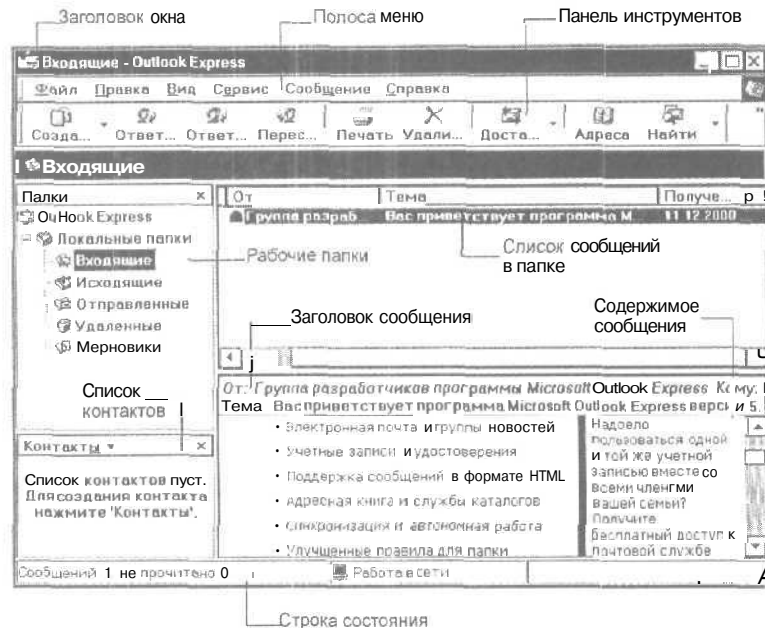 Заголовок окна
Полоса меню
Панель инструментов
Входящие - Outlook Express
Файл Правка Вид Сервис Сообщение Справка
Созда... Ответ... Ответ... Перес... Печать Удали... Доста... Адреса Найти
Входящие
Папки ×
От Тема Получе...
ОчHook Express
Группа разраб Вас приветствует программа М 11 12 2000
Локальные папки
Входящие
Рабочие папки
Список сообщений
в папке
Исходящие
Отправленные
Удаленные
Мерновики
Заголовок сообщения
Содержимое
сообщения
Список
контактов
От: Группа разработчиков программы Microsoft Outlook Express Кому:
Тема Вас приветствует программа Microsoft Outlook Express верси и 5.
Контакты ×
Список контактов пуст.
Для создания контакта
нажмите 'Контакты'.
• Электронная почта и группы новостей
• Учетные записи и удостоверения
• Поддержка сообщений в формате HTML
• Адресная книга и службы каталогов
• Синхронизация и автономная работа
• Улучшенные правила для папки
Надоело
пользоваться одной
и той же учетной
записью вместе со
всеми членгми
вашей семьи?
Получите
бесплатный доступ к
почтовой службе
Сообщений 1 не прочитано 0
Работа в сети
Строка состояния